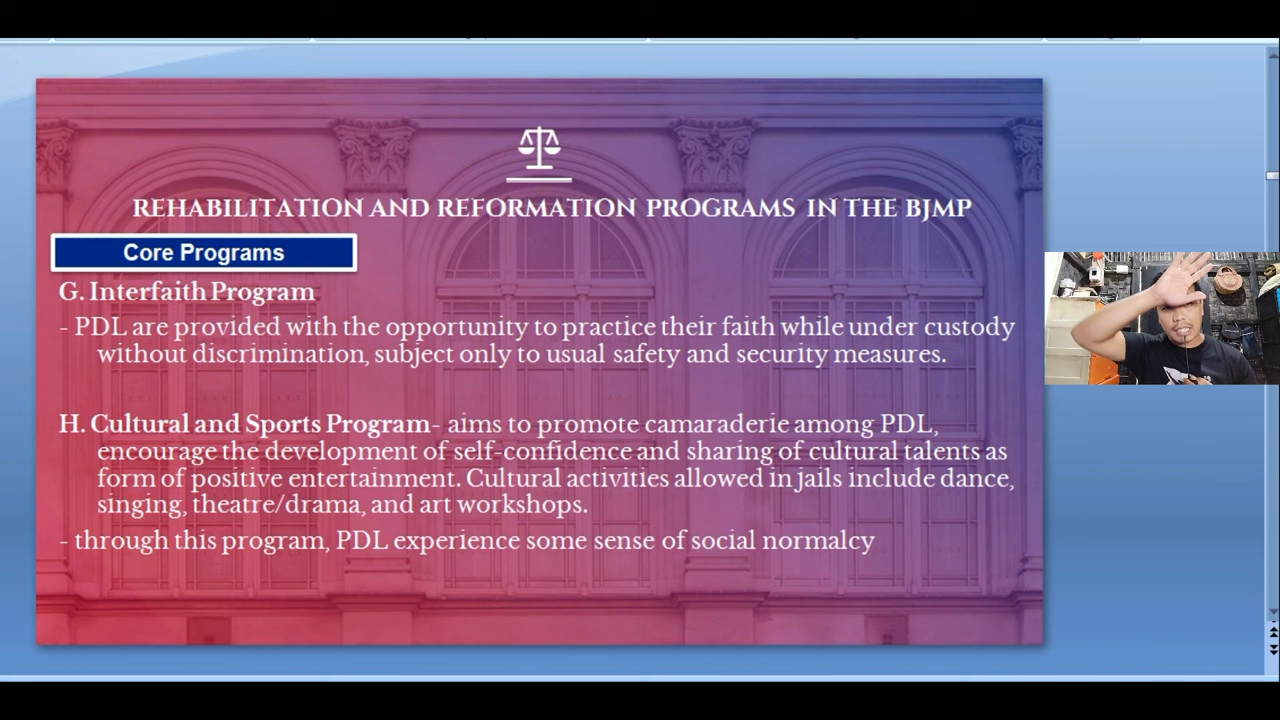 REHABILITATION AND REFORMATION PROGRAMS IN THE BJMP
Core Programs
G. Interfaith Program
- PDL are provided with the opportunity to practice their faith while under custody
without discrimination, subject only to usual safety and security measures.
H. Cultural and Sports Program- aims to promote camaraderie among PDL,
encourage the development of self-confidence and sharing of cultural talents as
form of positive entertainment. Cultural activities allowed in jails include dance,
singing, theatre/drama, and art workshops.
- through this program, PDL experience some sense of social normalcy